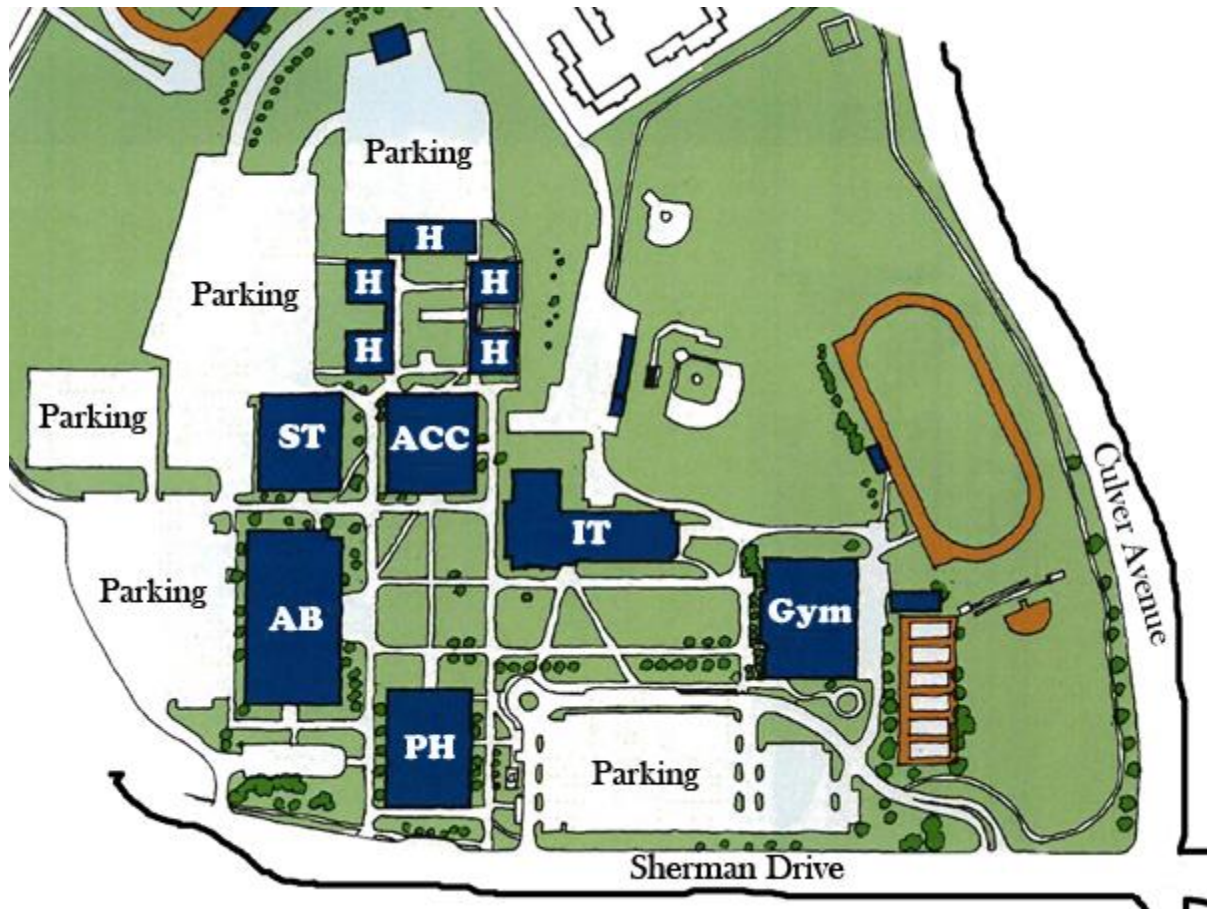 Parking
H
H
H
Parking
H
H
Parking
ST
ACC
Culver Avenue
IT
Parking
AB
Gym
PH
Parking
Sherman Drive